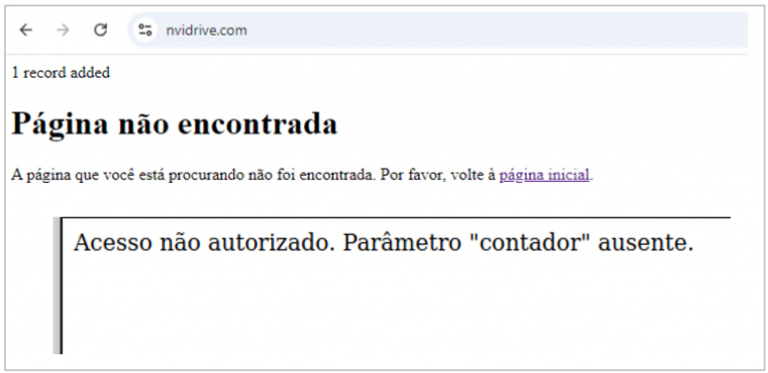 nvidrive.com
1 record added
Página não encontrada
A página que você está procurando não foi encontrada. Por favor, volte à página inicial.
Acesso não autorizado. Parâmetro "contador" ausente.